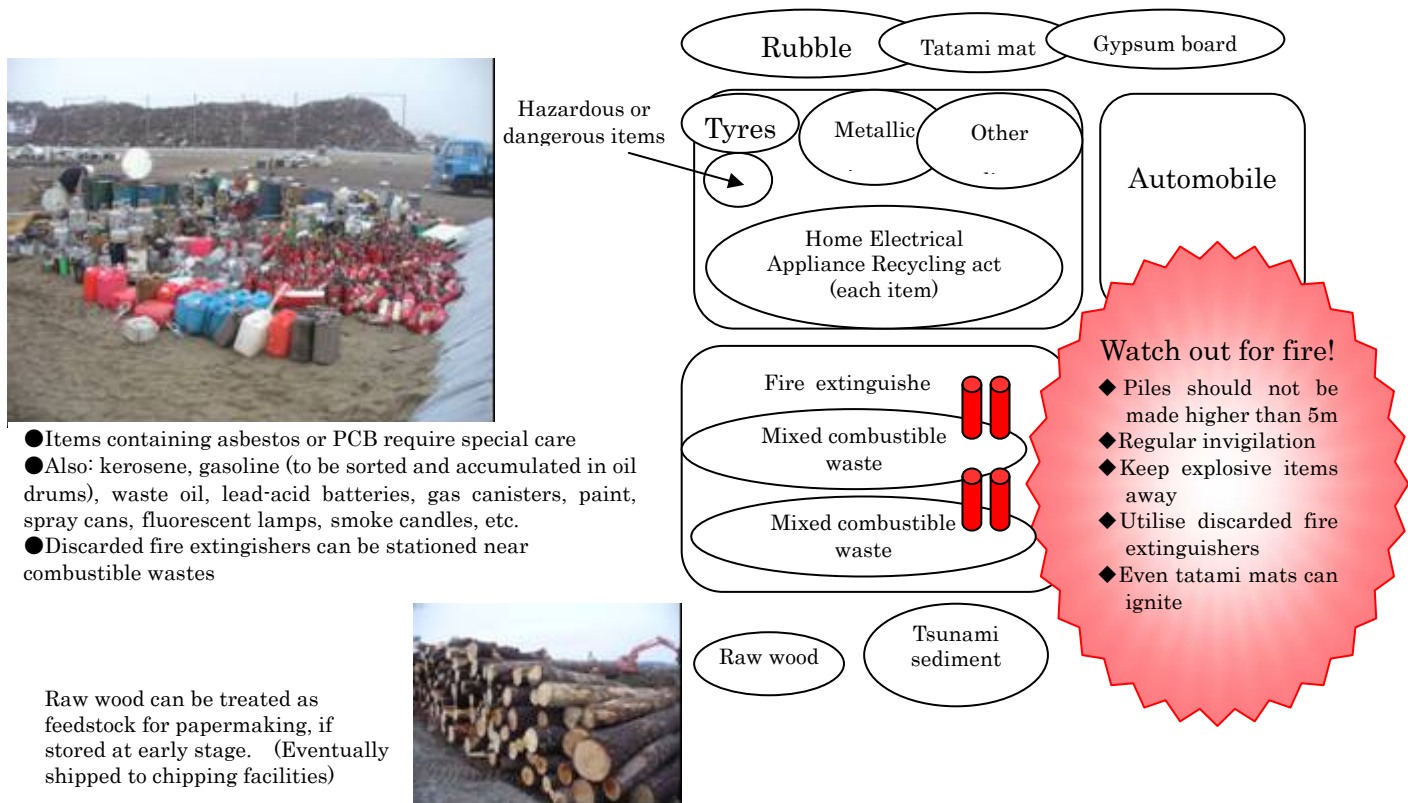 Rubble
Tatami mat
Gypsum board
Hazardous or
dangerous items
Tyres
Metallic
Other
Automobile
Home Electrical
Appliance Recycling act
(each item)
Fire extinguishe
Mixed combustible
waste
Mixed combustible
waste
Watch out for fire!
◆Piles should not be
made higher than 5m
◆Regular invigilation
◆Keep explosive items
away
◆Utilise discarded fire
extinguishers
◆Even tatami mats can
ignite
●Items containing asbestos or PCB require special care
●Also: kerosene, gasoline (to be sorted and accumulated in oil
drums), waste oil, lead-acid batteries, gas canisters, paint,
spray cans, fluorescent lamps, smoke candles, etc.
●Discarded fire extingishers can be stationed near
combustible wastes
Raw wood
Tsunami
sediment
Raw wood can be treated as
feedstock for papermaking, if
stored at early stage. (Eventually
shipped to chipping facilities)